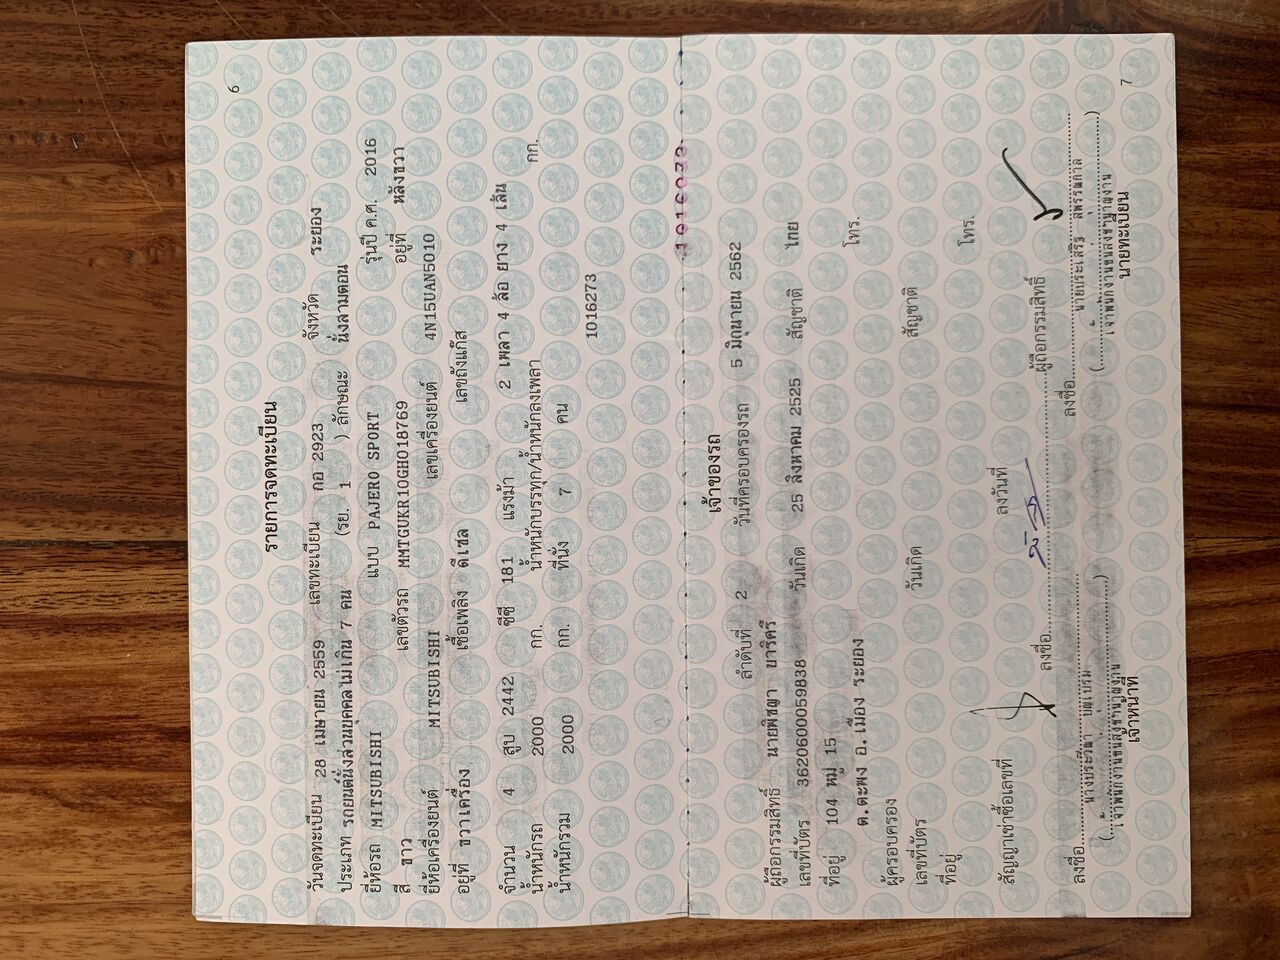 6
รายการจดทะเบียน
วันจดทะเบียน 28 เมษายน 2559 เลขทะเบียน กอ 2923 จังหวัด ระยอง
ประเภท รถยนต์นั่งส่วนบุคคลไม่เกิน 7 คน (รย. 1 ) ลักษณะ นั่งสามตอน
ยี่ห้อรถ MITSUBISHI แบบ PAJERO SPORT รุ่นปี ค.ศ. 2016
สี ขาว เลขตัวรถ MMTGUKR10GH018769 อยู่ที่ หลังขวา
ยี่ห้อเครื่องยนต์ MITSUBISHI เลขเครื่องยนต์ 4N15UAN5010
อยู่ที่ ขวาเครื่อง เชื้อเพลิง ดีเซล เลขถังแก๊ส
จำนวน 4 สูบ 2442 ซีซี 181 แรงม้า 2 เพลา 4 ล้อ ยาง 4 เส้น
น้ำหนักรถ 2000 กก. น้ำหนักบรรทุก/น้ำหนักลงเพลา กก.
น้ำหนักรวม 2000 กก. ที่นั่ง 7 คน 1016273
เจ้าของรถ
ลำดับที่ 2 วันที่ครอบครองรถ 5 มิถุนายน 2562
ผู้ถือกรรมสิทธิ์ นายพิชญา
เลขที่บัตร 3620600059838 วันเกิด 25 สิงหาคม 2525 สัญชาติ ไทย
ที่อยู่ 104 หมู่ 15 โทร.
ต.ตะพง อ.เมือง ระยอง
ผู้ครอบครอง
เลขที่บัตร วันเกิด สัญชาติ
ที่อยู่ โทร.
สัญญาเช่าซื้อเลขที่ ลงวันที่
ลงชื่อ ผู้ถือกรรมสิทธิ์
ลงชื่อ ลงชื่อ
เจ้าหน้าที่ นายทะเบียน
7